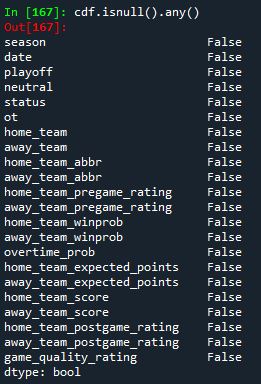 In [167]: cdf.isnull().any()
Out[167]:
season False
date False
playoff False
neutral False
status False
ot False
home_team False
away_team False
home_team_abbr False
away_team_abbr False
home_team_pregame_rating False
away_team_pregame_rating False
home_team_winprob False
away_team_winprob False
overtime_prob False
home_team_expected_points False
away_team_expected_points False
home_team_score False
away_team_score False
home_team_postgame_rating False
away_team_postgame_rating False
game_quality_rating False
dtype: bool